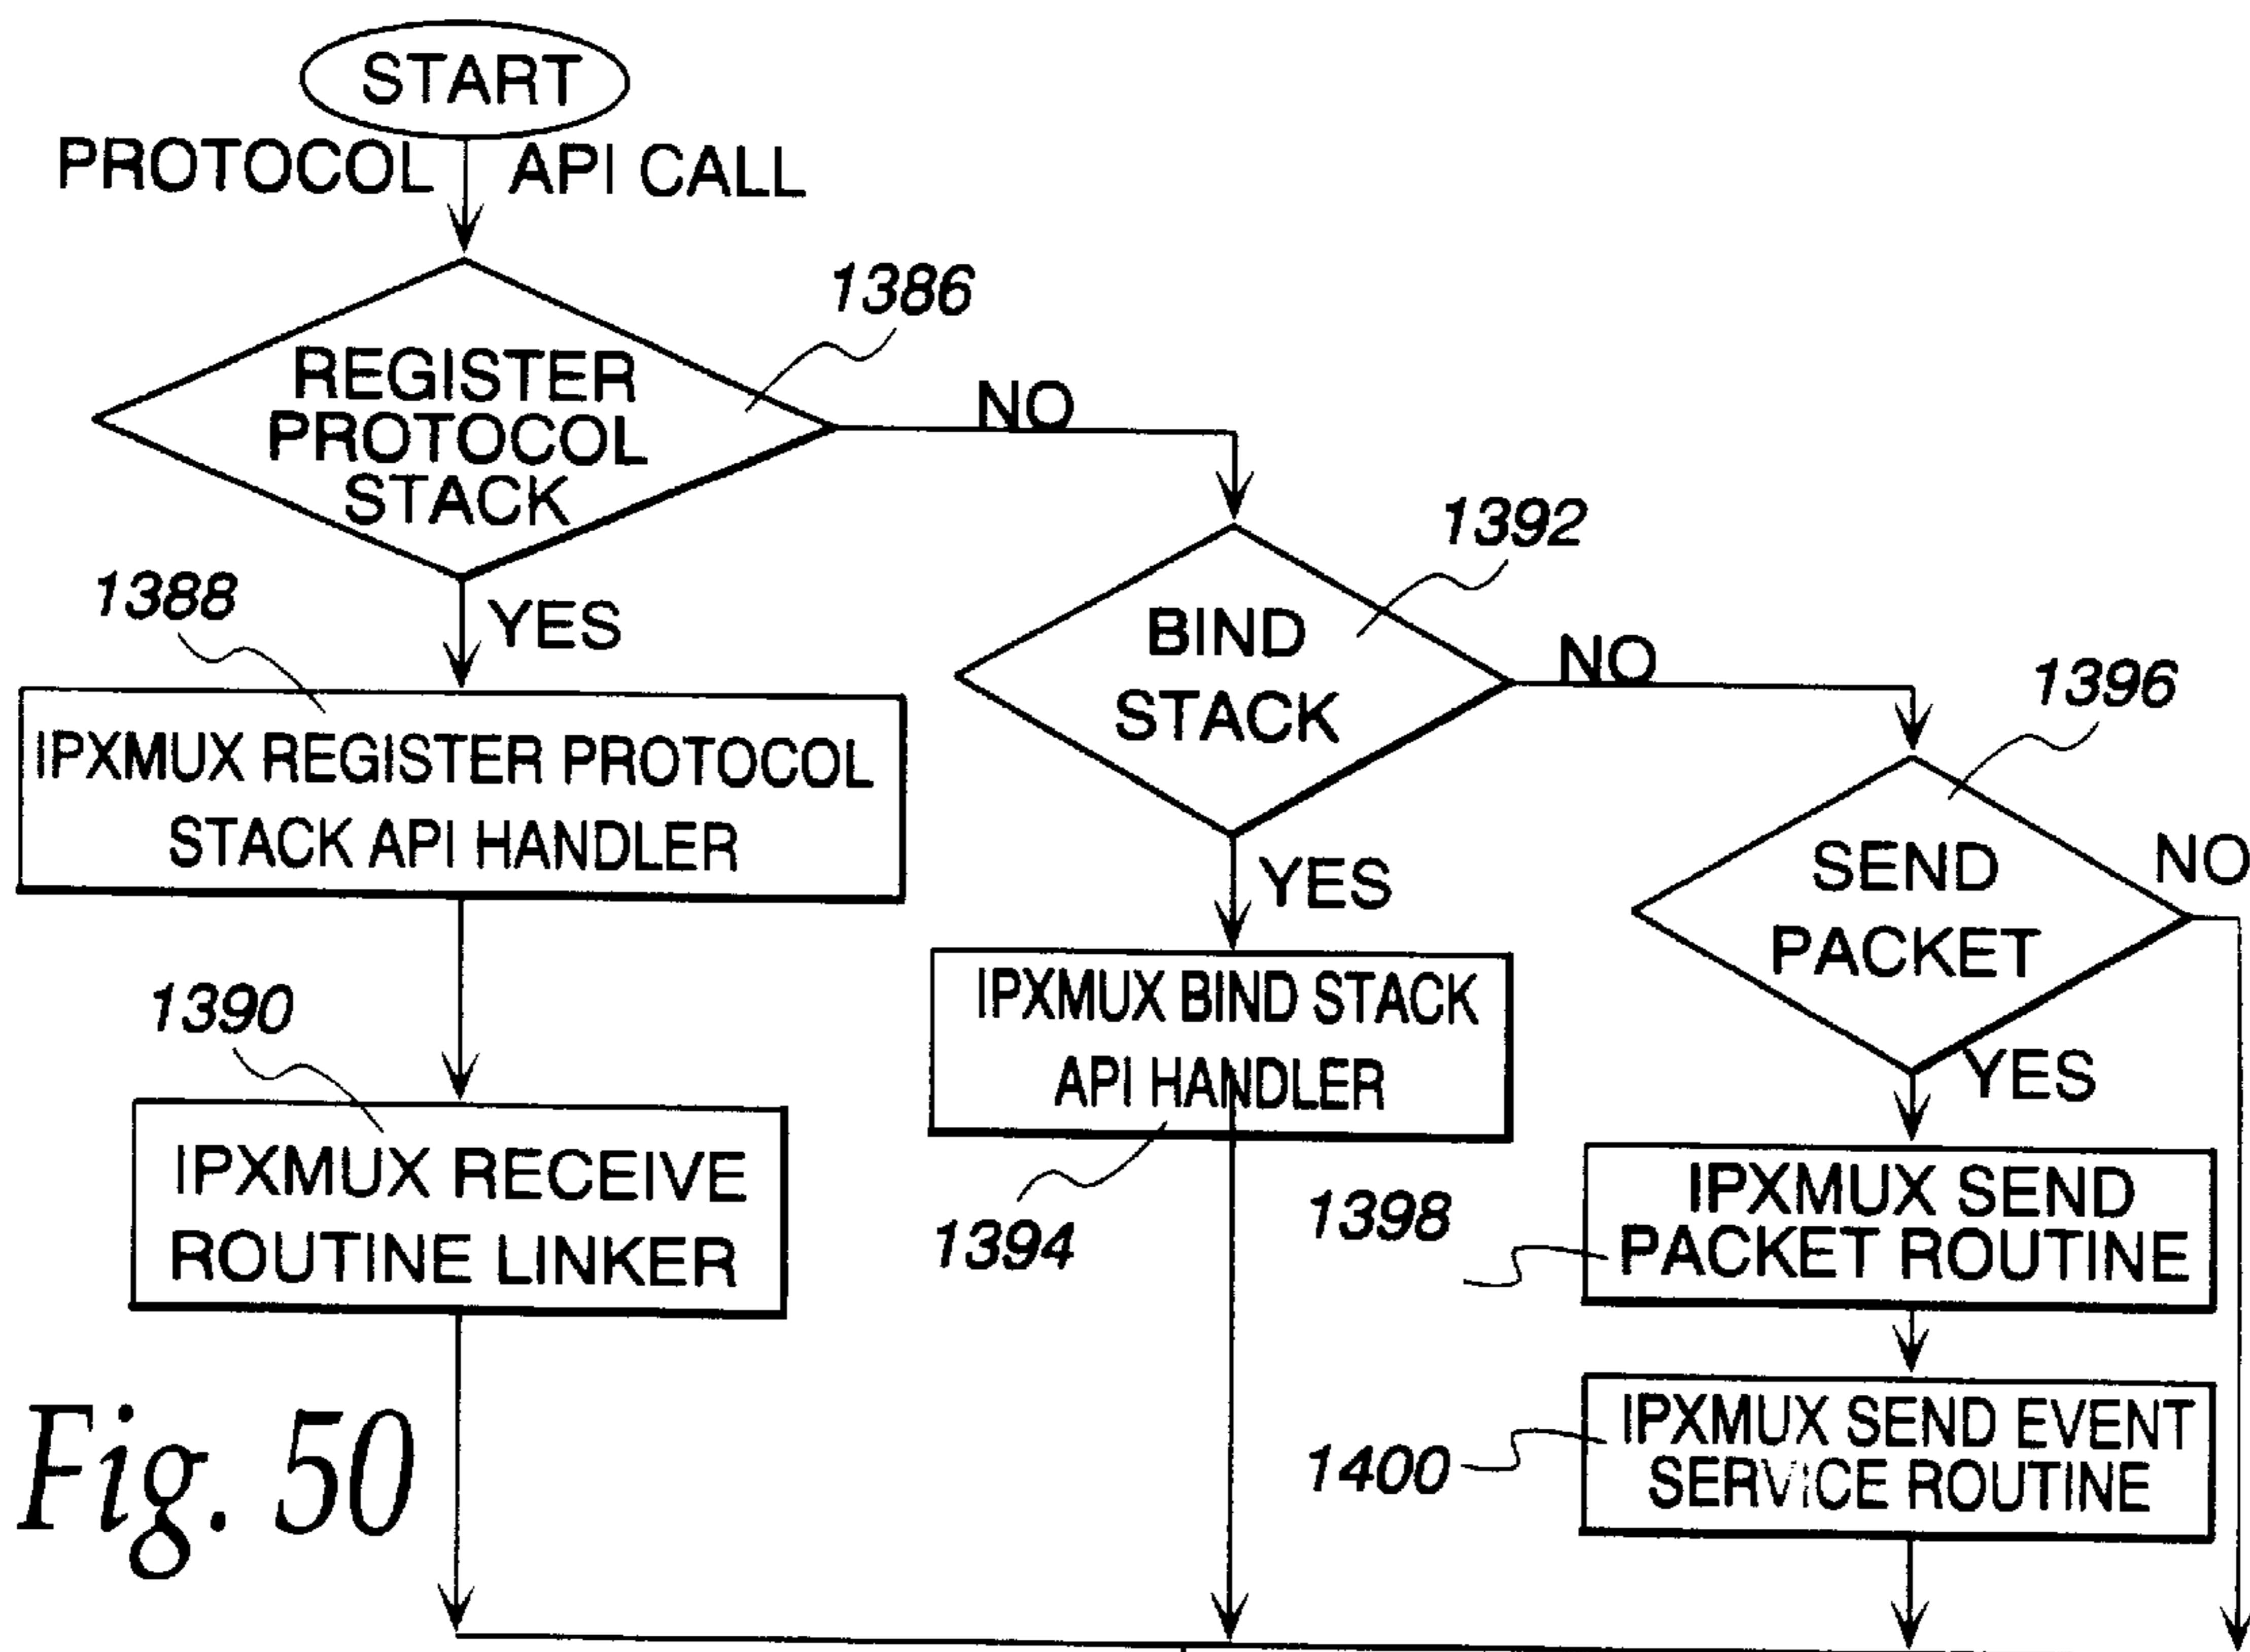 START
PROTOCOL API CALL
1386
REGISTER
PROTOCOL
STACK
NO
1392
1388
YES
BIND
STACK
NO
1396
IPXMUX REGISTER PROTOCOL
STACK API HANDLER
SEND
PACKET
NO
YES
1390
IPXMUX BIND STACK
API HANDLER
YES
IPXMUX RECEIVE
ROUTINE LINKER
1394
1398
IPXMUX SEND
PACKET ROUTINE
1400
IPXMUX SEND EVENT
SERVICE ROUTINE
Fig. 50